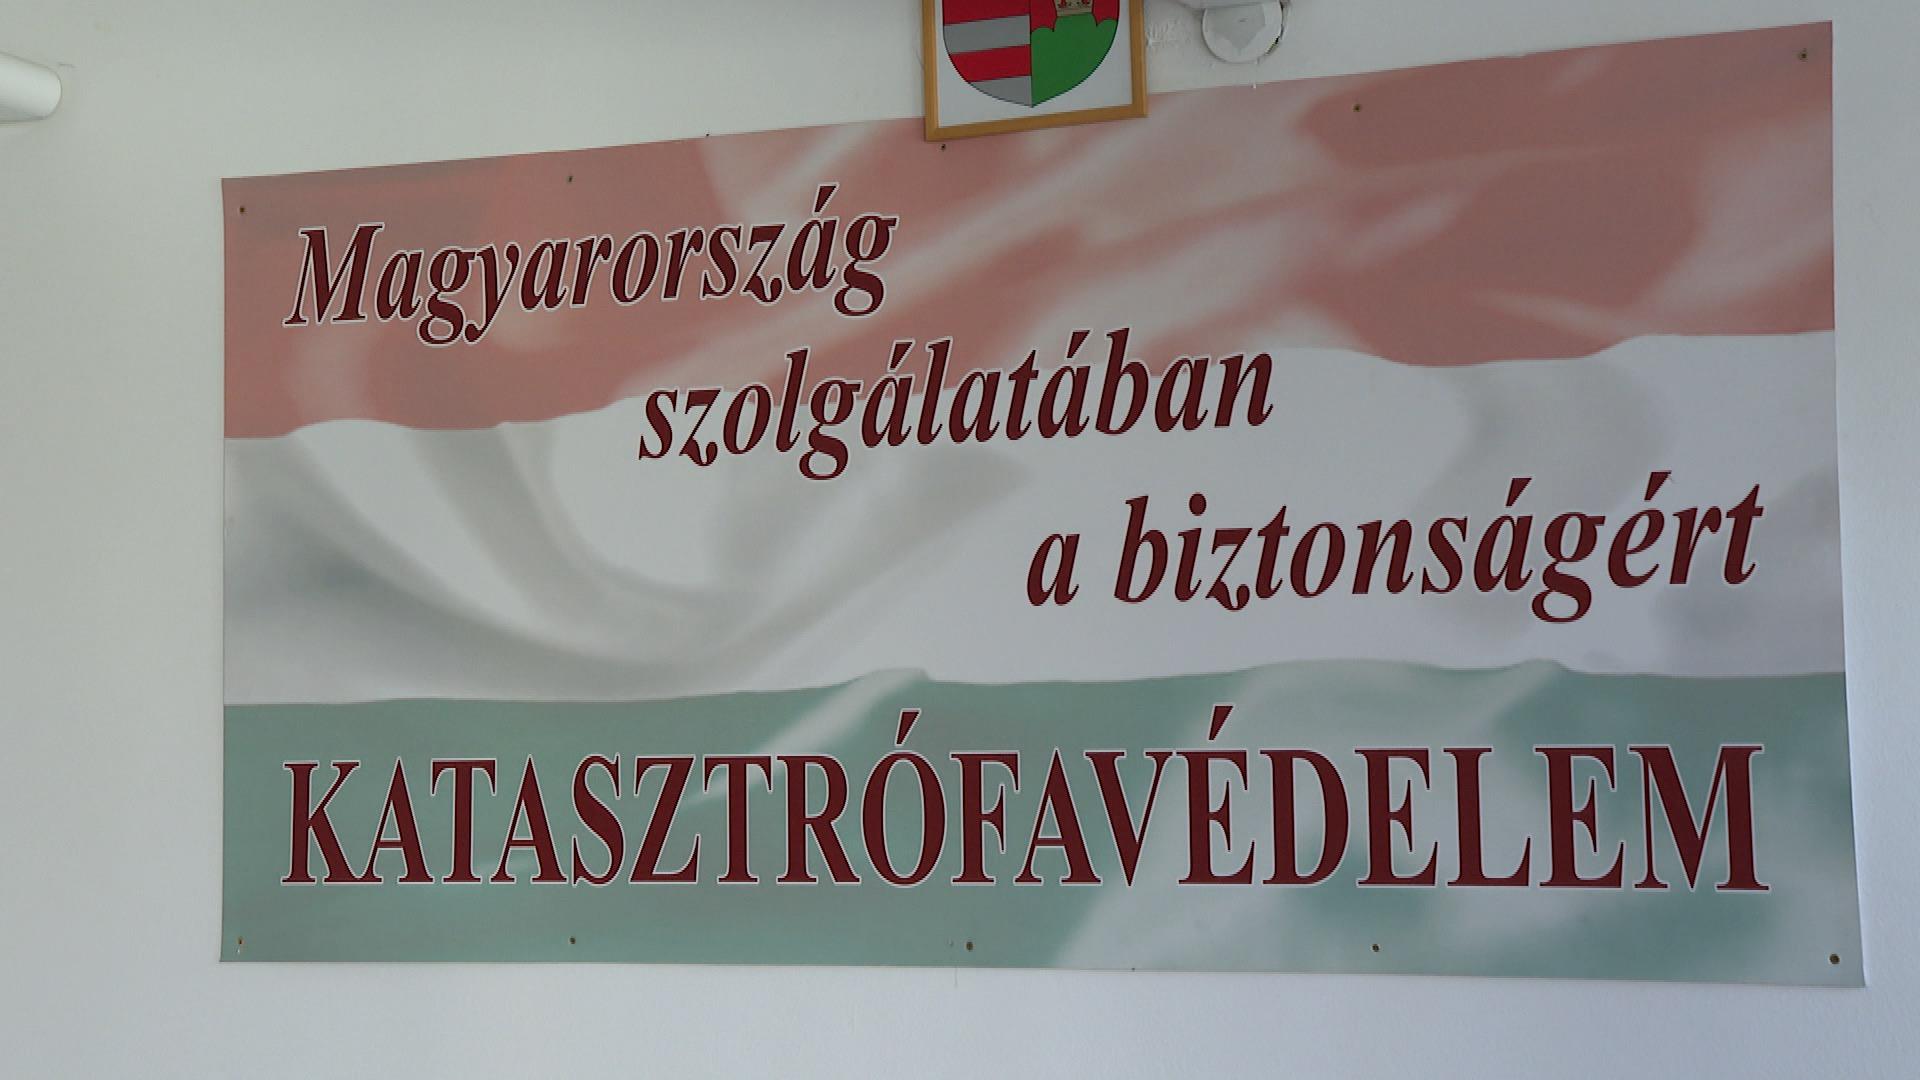 Magyarország
szolgálatában
a biztonságért
KATASZTRÓFAVÉDELEM